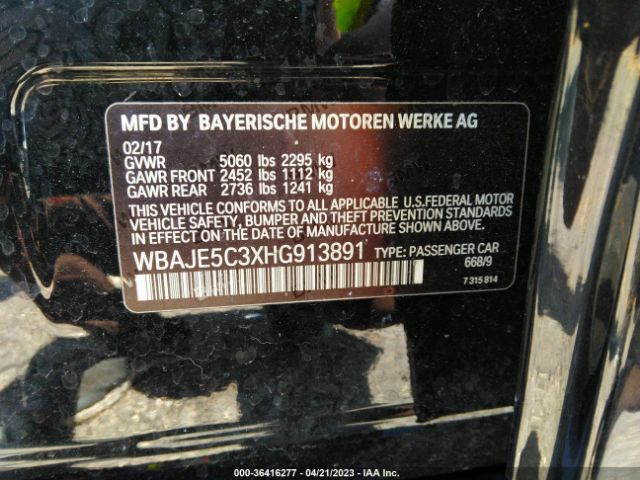 MFD BY BAYERISCHE MOTOREN WERKE AG
02/17
GVWR 5060 lbs 2295 kg
GAWR FRONT 2452 lbs 1112 kg
GAWR REAR 2736 lbs 1241 kg
THIS VEHICLE CONFORMS TO ALL APPLICABLE U.S.FEDERAL MOTOR
VEHICLE SAFETY, BUMPER AND THEFT PREVENTION STANDARDS
IN EFFECT ON THE DATE OF MANUFACTURE SHOWN ABOVE.
WBAJE5C3XHG913891 TYPE: PASSENGER CAR
668/9
7 315 814
© - 36416277 - 04/21/2023 - IAA Inc.